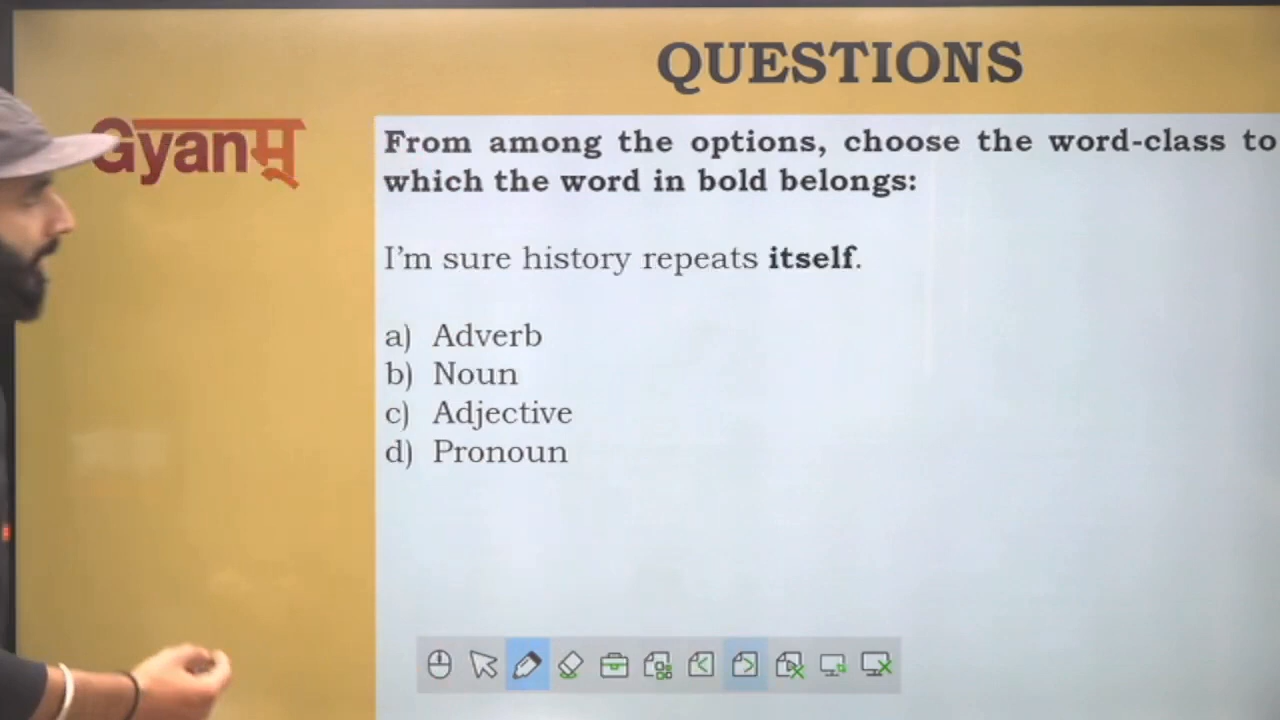 QUESTIONS
Gyanम्
From among the options, choose the word-class to
which the word in bold belongs:
I'm sure history repeats itself.
a) Adverb
b) Noun
c) Adjective
d) Pronoun